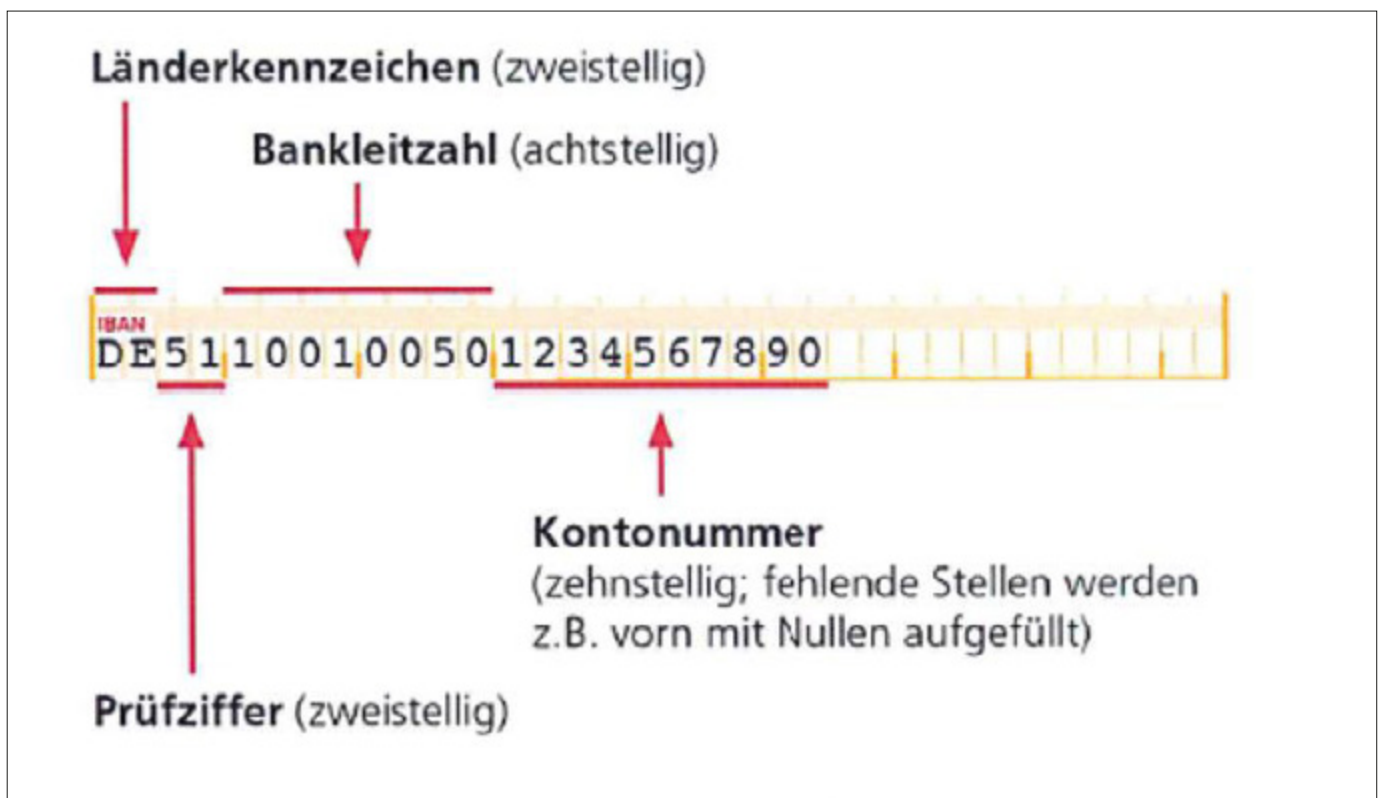 Länderkennzeichen (zweistellig)
Bankleitzahl (achtstellig)
IBAN
DE51100100501234567890
Kontonummer
(zehnstellig; fehlende Stellen werden
z.B. vorn mit Nullen aufgefüllt)
Prüfziffer (zweistellig)